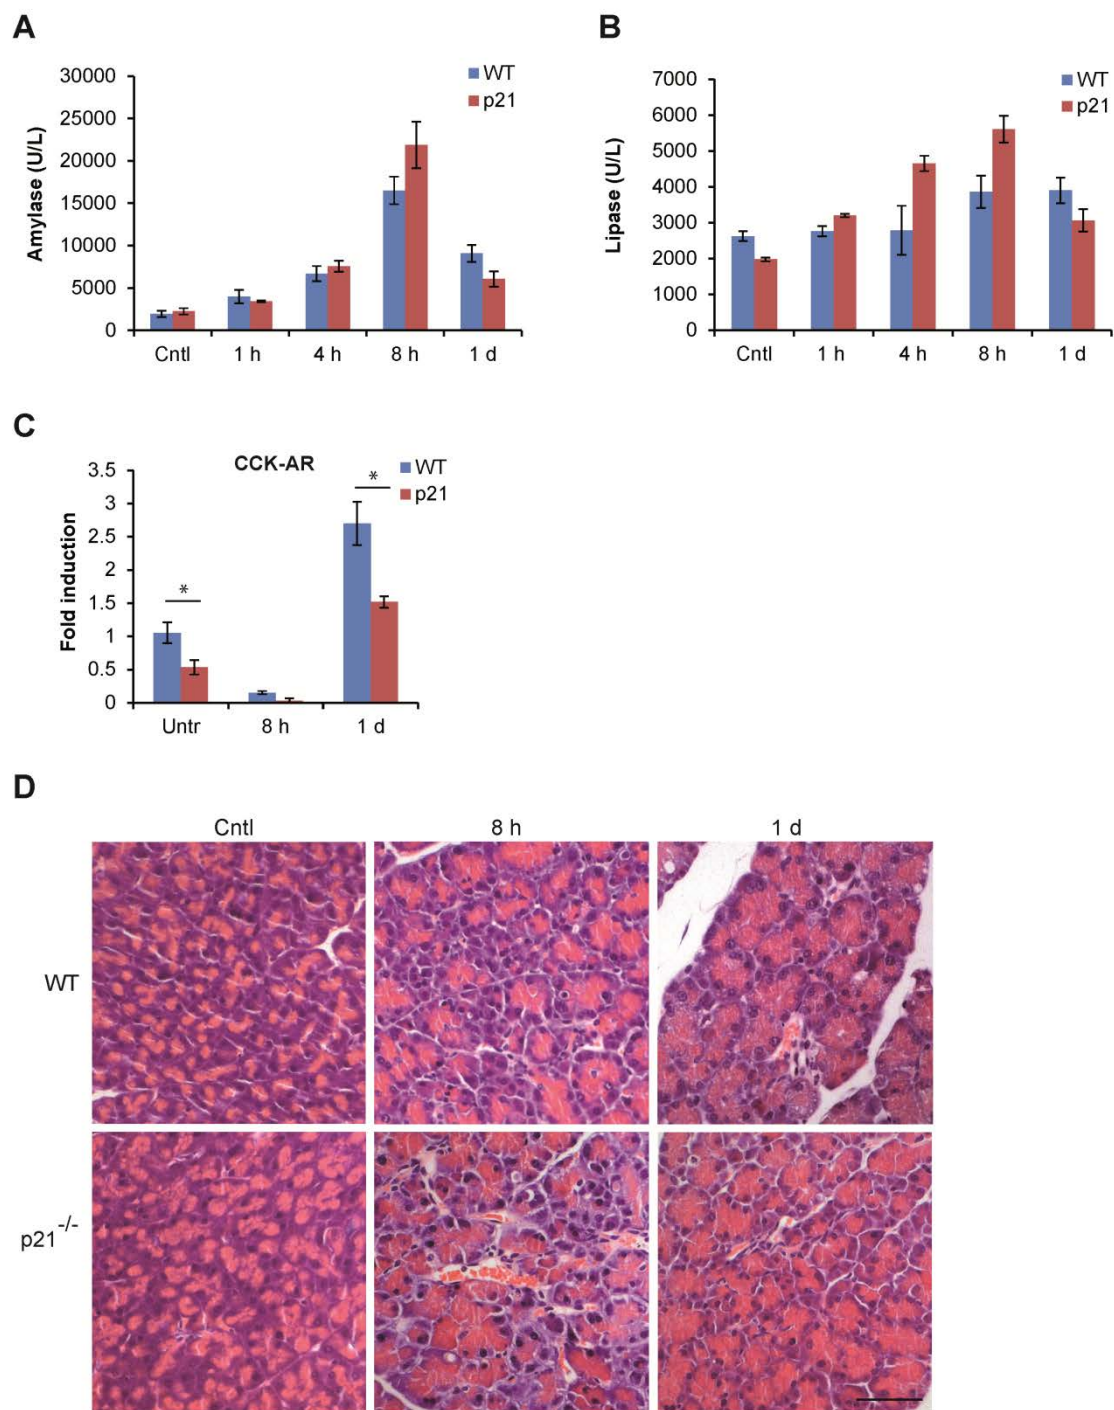 A
Amylase (U/L)
30000
25000
20000
15000
10000
5000
0
Cntl 1 h 4 h 8 h 1 d
WT
p21
B
Lipase (U/L)
7000
6000
5000
4000
3000
2000
1000
0
Cntl 1 h 4 h 8 h 1 d
WT
p21
C
CCK-AR
Fold induction
3.5
3
2.5
2
1.5
1
0.5
0
* *
Untr 8 h 1 d
WT
p21
D
Cntl 8 h 1 d
WT
p21-/-